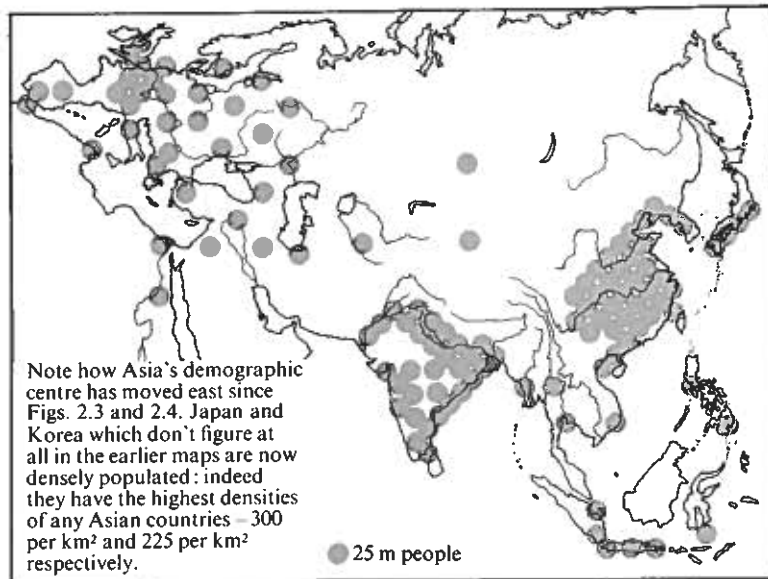 Note how Asia's demographic
centre has moved east since
Figs. 2.3 and 2.4. Japan and
Korea which don't figure at
all in the earlier maps are now
densely populated: indeed
they have the highest densities
of any Asian countries – 300
per km² and 225 per km²
respectively.
25 m people